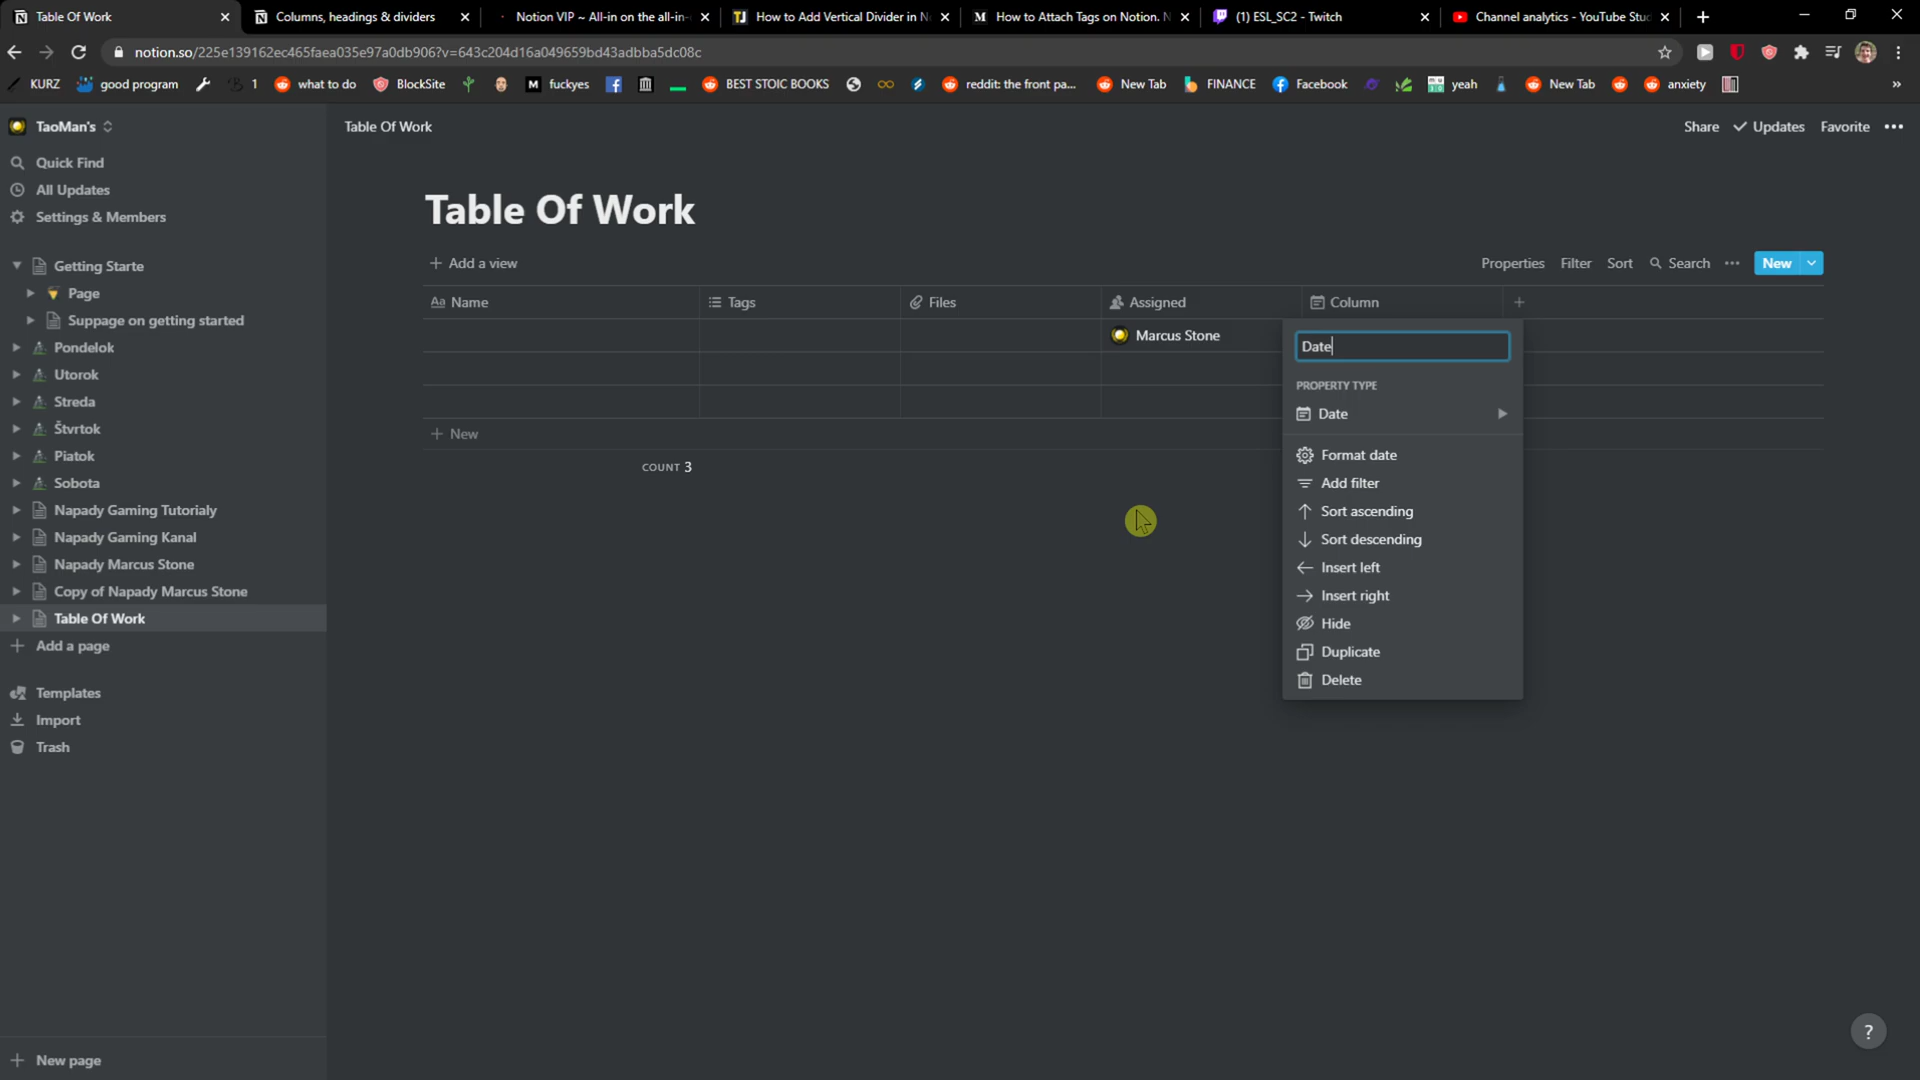 Table Of Work
Columns, headings & dividers
Notion VIP ~ All-in on the all-in-
How to Add Vertical Divider in N
How to Attach Tags on Notion. N
(1) ESL_SC2 - Twitch
Channel analytics - YouTube Stu
notion.so/225e139162ec465faea035e97a0db906?v=643c204d16a049659bd43adbba5dc08c
KURZ
good program
1
what to do
BlockSite
fuckyes
BEST STOIC BOOKS
reddit: the front pa...
New Tab
FINANCE
Facebook
yeah
New Tab
anxiety
»
TaoMan's
Table Of Work
Share
Updates
Favorite
Quick Find
All Updates
Settings & Members
Getting Starte
Page
Suppage on getting started
Pondelok
Utorok
Streda
Štvrtok
Piatok
Sobota
Napady Gaming Tutorialy
Napady Gaming Kanal
Napady Marcus Stone
Copy of Napady Marcus Stone
Table Of Work
Add a page
Templates
Import
Trash
New page
Table Of Work
Add a view
Properties
Filter
Sort
Search
New
Aa Name
Tags
Files
Assigned
Column
Marcus Stone
New
COUNT 3
Date
PROPERTY TYPE
Date
Format date
Add filter
Sort ascending
Sort descending
Insert left
Insert right
Hide
Duplicate
Delete
?